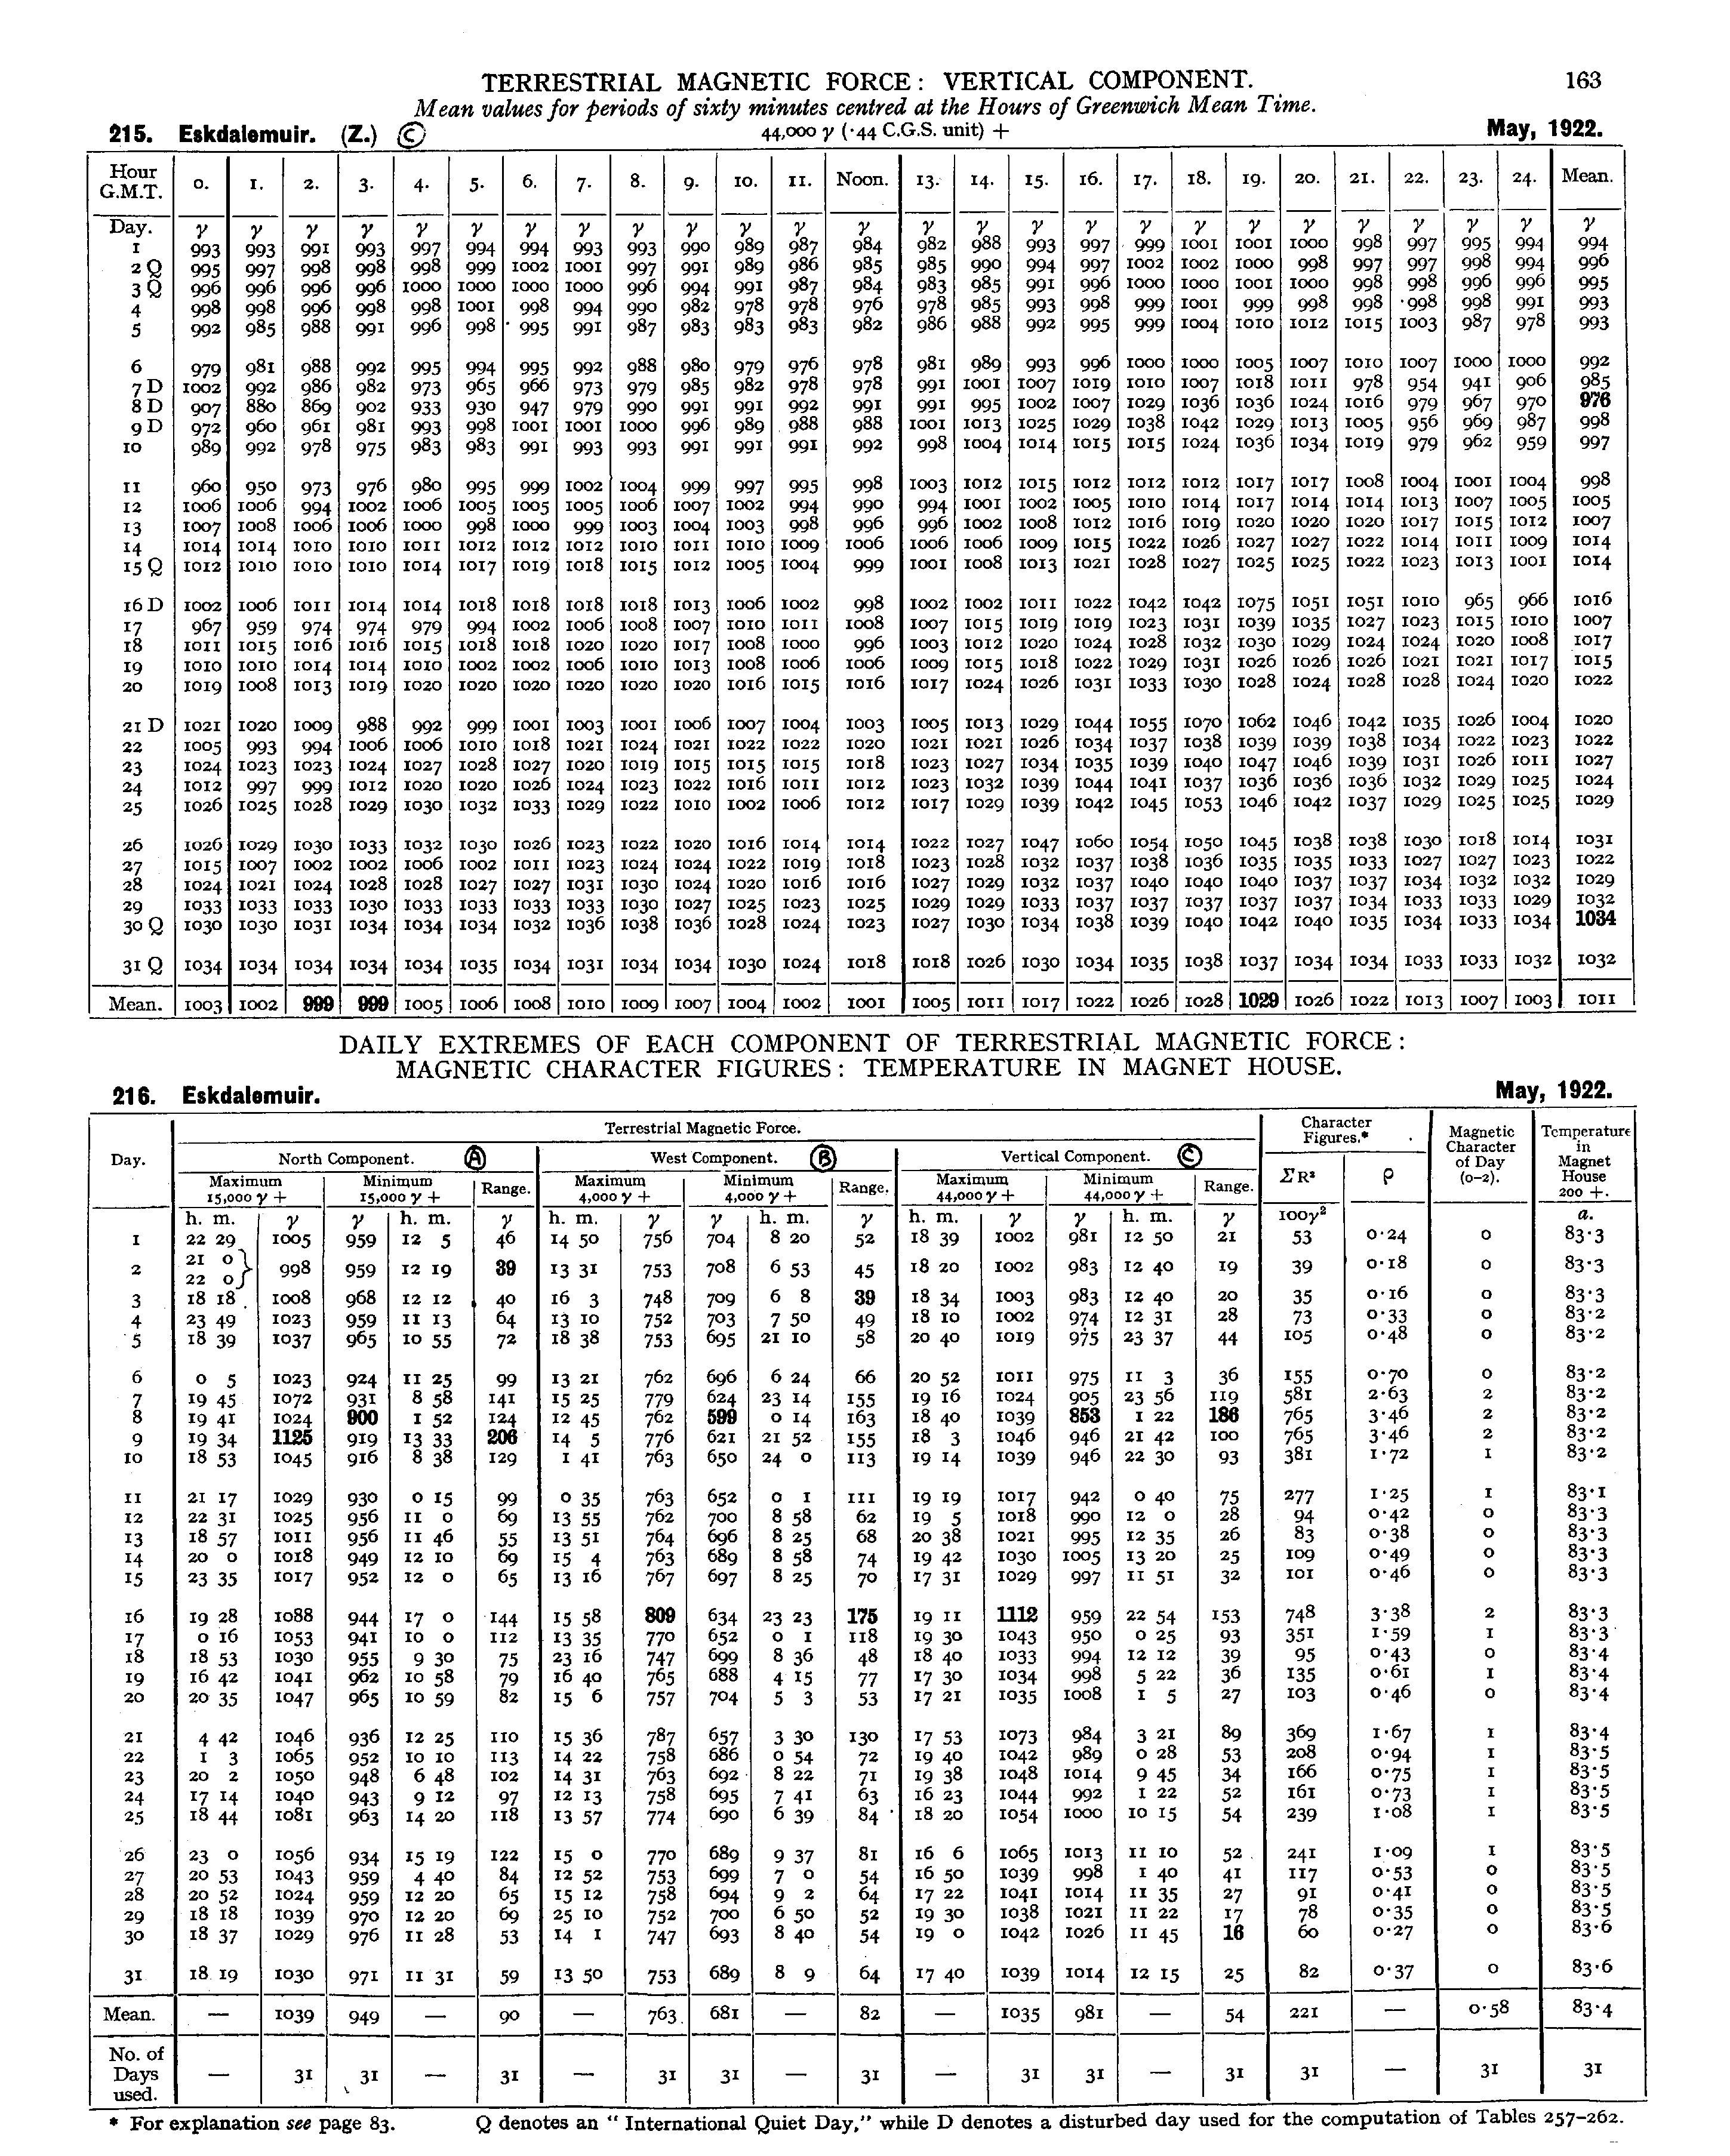 TERRESTRIAL MAGNETIC FORCE: VERTICAL COMPONENT. 163
Mean values for periods of sixty minutes centred at the Hours of Greenwich Mean Time.
215. Eskdalemuir. (Z.) Ⓒ 44,000 γ (·44 C.G.S. unit) + May, 1922.
Hour G.M.T. 0. 1. 2. 3. 4. 5. 6. 7. 8. 9. 10. 11. Noon. 13. 14. 15. 16. 17. 18. 19. 20. 21. 22. 23. 24. Mean.
Day. γ γ γ γ γ γ γ γ γ γ γ γ γ γ γ γ γ γ γ γ γ γ γ γ γ γ
1 993 993 991 993 997 994 994 993 993 990 989 987 984 982 988 993 997 999 1001 1001 1000 998 997 995 994 994
2 Q 995 997 998 998 998 999 1002 1001 997 991 989 986 985 985 990 994 997 1002 1002 1000 998 997 997 998 994 996
3 Q 996 996 996 996 1000 1000 1000 1000 996 994 991 987 984 983 985 991 996 1000 1000 1001 1000 998 998 996 996 995
4 998 998 996 998 998 1001 998 994 990 982 978 978 976 978 985 993 998 999 1001 999 998 998 998 998 991 993
5 992 985 988 991 996 998 995 991 987 983 983 983 982 986 988 992 995 999 1004 1010 1012 1015 1003 987 978 993
6 979 981 988 992 995 994 995 992 988 980 979 976 978 981 989 993 996 1000 1000 1005 1007 1010 1007 1000 1000 992
7 D 1002 992 986 982 973 965 966 973 979 985 982 978 978 991 1001 1007 1019 1010 1007 1018 1011 978 954 941 906 985
8 D 907 880 869 902 933 930 947 979 990 991 991 992 991 991 995 1002 1007 1029 1036 1036 1024 1016 979 967 970 976
9 D 972 960 961 981 993 998 1001 1001 1000 996 989 988 988 1001 1013 1025 1029 1038 1042 1029 1013 1005 956 969 987 998
10 989 992 978 975 983 983 991 993 993 991 991 991 992 998 1004 1014 1015 1015 1024 1036 1034 1019 979 962 959 997
11 960 950 973 976 980 995 999 1002 1004 999 997 995 998 1003 1012 1015 1012 1012 1012 1017 1017 1008 1004 1001 1004 998
12 1006 1006 994 1002 1006 1005 1005 1005 1006 1007 1002 994 990 994 1001 1002 1005 1010 1014 1017 1014 1014 1013 1007 1005 1005
13 1007 1008 1006 1006 1000 998 1000 999 1003 1004 1003 998 996 996 1002 1008 1012 1016 1019 1020 1020 1020 1017 1015 1012 1007
14 1014 1014 1010 1010 1011 1012 1012 1012 1010 1011 1010 1009 1006 1006 1006 1009 1015 1022 1026 1027 1027 1022 1014 1011 1009 1014
15 Q 1012 1010 1010 1010 1014 1017 1019 1018 1015 1012 1005 1004 999 1001 1008 1013 1021 1028 1027 1025 1025 1022 1023 1013 1001 1014
16 D 1002 1006 1011 1014 1014 1018 1018 1018 1018 1013 1006 1002 998 1002 1002 1011 1022 1042 1042 1075 1051 1051 1010 965 966 1016
17 967 959 974 974 979 994 1002 1006 1008 1007 1010 1011 1008 1007 1015 1019 1019 1023 1031 1039 1035 1027 1023 1015 1010 1007
18 1011 1015 1016 1016 1015 1018 1018 1020 1020 1017 1008 1000 996 1003 1012 1020 1024 1028 1032 1030 1029 1024 1024 1020 1008 1017
19 1010 1010 1014 1014 1010 1002 1002 1006 1010 1013 1008 1006 1006 1009 1015 1018 1022 1029 1031 1026 1026 1026 1021 1021 1017 1015
20 1019 1008 1013 1019 1020 1020 1020 1020 1020 1020 1016 1015 1016 1017 1024 1026 1031 1033 1030 1028 1024 1028 1028 1024 1020 1022
21 D 1021 1020 1009 988 992 999 1001 1003 1001 1006 1007 1004 1003 1005 1013 1029 1044 1055 1070 1062 1046 1042 1035 1026 1004 1020
22 1005 993 994 1006 1006 1010 1018 1021 1024 1021 1022 1022 1020 1021 1021 1026 1034 1037 1038 1039 1039 1038 1034 1022 1023 1022
23 1024 1023 1023 1024 1027 1028 1027 1020 1019 1015 1015 1015 1018 1023 1027 1034 1035 1039 1040 1047 1046 1039 1031 1026 1011 1027
24 1012 997 999 1012 1020 1020 1026 1024 1023 1022 1016 1011 1012 1023 1032 1039 1044 1041 1037 1036 1036 1036 1032 1029 1025 1024
25 1026 1025 1028 1029 1030 1032 1033 1029 1022 1010 1002 1006 1012 1017 1029 1039 1042 1045 1053 1046 1042 1037 1029 1025 1025 1029
26 1026 1029 1030 1033 1032 1030 1026 1023 1022 1020 1016 1014 1014 1022 1027 1047 1060 1054 1050 1045 1038 1038 1030 1018 1014 1031
27 1015 1007 1002 1002 1006 1002 1011 1023 1024 1024 1022 1019 1018 1023 1028 1032 1037 1038 1036 1035 1035 1033 1027 1027 1023 1022
28 1024 1021 1024 1028 1028 1027 1027 1031 1030 1024 1020 1016 1016 1027 1029 1032 1037 1040 1040 1040 1037 1037 1034 1032 1032 1029
29 1033 1033 1033 1030 1033 1033 1033 1033 1030 1027 1025 1023 1025 1029 1029 1033 1037 1037 1037 1037 1037 1034 1033 1033 1029 1032
30 Q 1030 1030 1031 1034 1034 1034 1032 1036 1038 1036 1028 1024 1023 1027 1030 1034 1038 1039 1040 1042 1040 1035 1034 1033 1034 1034
31 Q 1034 1034 1034 1034 1034 1035 1034 1031 1034 1034 1030 1024 1018 1018 1026 1030 1034 1035 1038 1037 1034 1034 1033 1033 1032 1032
Mean. 1003 1002 999 999 1005 1006 1008 1010 1009 1007 1004 1002 1001 1005 1011 1017 1022 1026 1028 1029 1026 1022 1013 1007 1003 1011
DAILY EXTREMES OF EACH COMPONENT OF TERRESTRIAL MAGNETIC FORCE:
MAGNETIC CHARACTER FIGURES: TEMPERATURE IN MAGNET HOUSE.
216. Eskdalemuir. May, 1922.
Day. Terrestrial Magnetic Force. Character Figures.* Magnetic Character of Day (0-2). Temperature in Magnet House 200 +.
North Component. Ⓐ West Component. Ⓑ Vertical Component. Ⓒ ΣR² ρ
Maximum 15,000 γ + Minimum 15,000 γ + Range. Maximum 4,000 γ + Minimum 4,000 γ + Range. Maximum 44,000 γ + Minimum 44,000 γ + Range.
h. m. γ γ h. m. γ h. m. γ γ h. m. γ h. m. γ γ h. m. γ 100γ² a.
1 22 29 1005 959 12 5 46 14 50 756 704 8 20 52 18 39 1002 981 12 50 21 53 0·24 0 83·3
2 21 0 } 22 0 } 998 959 12 19 39 13 31 753 708 6 53 45 18 20 1002 983 12 40 19 39 0·18 0 83·3
3 18 18 1008 968 12 12 40 16 3 748 709 6 8 39 18 34 1003 983 12 40 20 35 0·16 0 83·3
4 23 49 1023 959 11 13 64 13 10 752 703 7 50 49 18 10 1002 974 12 31 28 73 0·33 0 83·2
5 18 39 1037 965 10 55 72 18 38 753 695 21 10 58 20 40 1019 975 23 37 44 105 0·48 0 83·2
6 0 5 1023 924 11 25 99 13 21 762 696 6 24 66 20 52 1011 975 11 3 36 155 0·70 0 83·2
7 19 45 1072 931 8 58 141 15 25 779 624 23 14 155 19 16 1024 905 23 56 119 581 2·63 2 83·2
8 19 41 1024 900 1 52 124 12 45 762 599 0 14 163 18 40 1039 853 1 22 186 765 3·46 2 83·2
9 19 34 1125 919 13 33 206 14 5 776 621 21 52 155 18 3 1046 946 21 42 100 765 3·46 2 83·2
10 18 53 1045 916 8 38 129 1 41 763 650 24 0 113 19 14 1039 946 22 30 93 381 1·72 1 83·2
11 21 17 1029 930 0 15 99 0 35 763 652 0 1 111 19 19 1017 942 0 40 75 277 1·25 1 83·1
12 22 31 1025 956 11 0 69 13 55 762 700 8 58 62 19 5 1018 990 12 0 28 94 0·42 0 83·3
13 18 57 1011 956 11 46 55 13 51 764 696 8 25 68 20 38 1021 995 12 35 26 83 0·38 0 83·3
14 20 0 1018 949 12 10 69 15 4 763 689 8 58 74 19 42 1030 1005 13 20 25 109 0·49 0 83·3
15 23 35 1017 952 12 0 65 13 16 767 697 8 25 70 17 31 1029 997 11 51 32 101 0·46 0 83·3
16 19 28 1088 944 17 0 144 15 58 809 634 23 23 175 19 11 1112 959 22 54 153 748 3·38 2 83·3
17 0 16 1053 941 10 0 112 13 35 770 652 0 1 118 19 30 1043 950 0 25 93 351 1·59 1 83·3
18 18 53 1030 955 9 30 75 23 16 747 699 8 36 48 18 40 1033 994 12 12 39 95 0·43 0 83·4
19 16 42 1041 962 10 58 79 16 40 765 688 4 15 77 17 30 1034 998 5 22 36 135 0·61 1 83·4
20 20 35 1047 965 10 59 82 15 6 757 704 5 3 53 17 21 1035 1008 1 5 27 103 0·46 0 83·4
21 4 42 1046 936 12 25 110 15 36 787 657 3 30 130 17 53 1073 984 3 21 89 369 1·67 1 83·4
22 1 3 1065 952 10 10 113 14 22 758 686 0 54 72 19 40 1042 989 0 28 53 208 0·94 1 83·5
23 20 2 1050 948 6 48 102 14 31 763 692 8 22 71 19 38 1048 1014 9 45 34 166 0·75 1 83·5
24 17 14 1040 943 9 12 97 12 13 758 695 7 41 63 16 23 1044 992 1 22 52 161 0·73 1 83·5
25 18 44 1081 963 14 20 118 13 57 774 690 6 39 84 18 20 1054 1000 10 15 54 239 1·08 1 83·5
26 23 0 1056 934 15 19 122 15 0 770 689 9 37 81 16 6 1065 1013 11 10 52 241 1·09 1 83·5
27 20 53 1043 959 4 40 84 12 52 753 699 7 0 54 16 50 1039 998 1 40 41 117 0·53 0 83·5
28 20 52 1024 959 12 20 65 15 12 758 694 9 2 64 17 22 1041 1014 11 35 27 91 0·41 0 83·5
29 18 18 1039 970 12 20 69 25 10 752 700 6 50 52 19 30 1038 1021 11 22 17 78 0·35 0 83·5
30 18 37 1029 976 11 28 53 14 1 747 693 8 40 54 19 0 1042 1026 11 45 16 60 0·27 0 83·6
31 18 19 1030 971 11 31 59 13 50 753 689 8 9 64 17 40 1039 1014 12 15 25 82 0·37 0 83·6
Mean. — 1039 949 — 90 — 763 681 — 82 — 1035 981 — 54 221 — 0·58 83·4
No. of Days used. — 31 31 — 31 — 31 31 — 31 — 31 31 — 31 31 — 31 31
* For explanation see page 83. Q denotes an "International Quiet Day," while D denotes a disturbed day used for the computation of Tables 257–262.